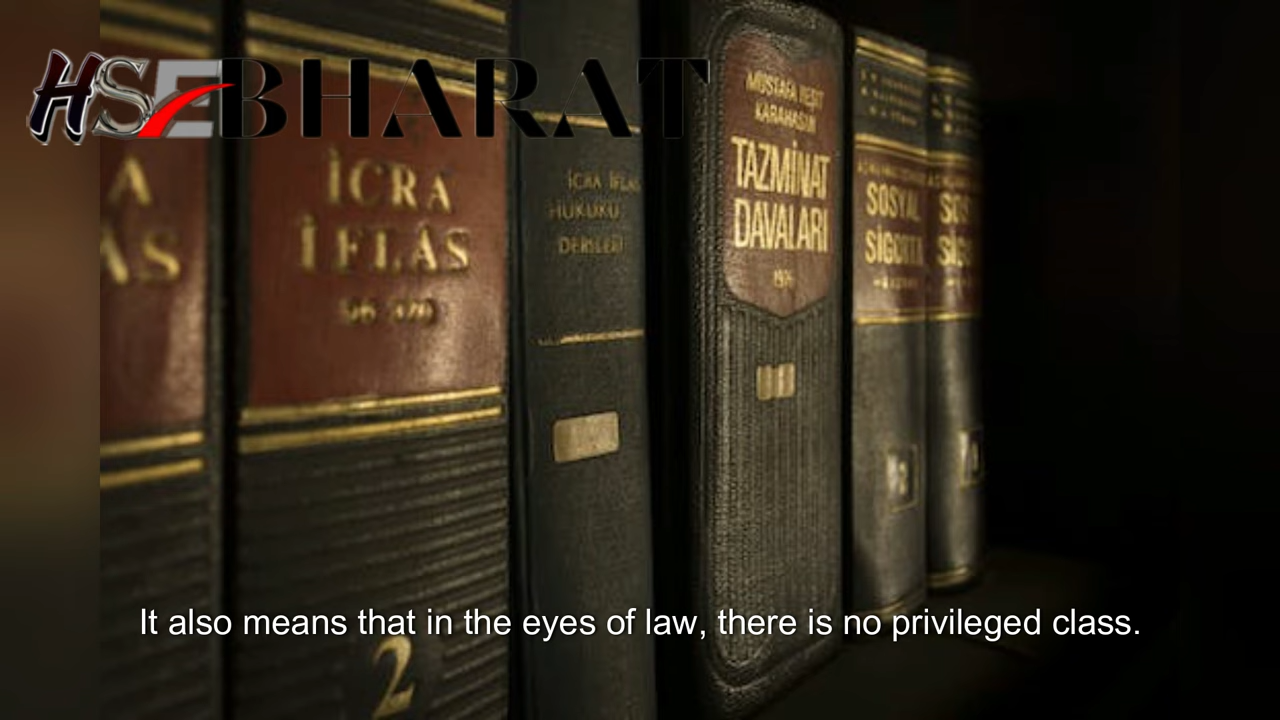 HSEBHARAT
A
AS
İCRA
İFLÂS
2
İCRA İFLAS
HUKUKU
DERSLERİ
MUSTAFA REŞİT
KARAHASAN
TAZMİNAT
DAVALARI
SOSYAL
SİGORTA
It also means that in the eyes of law, there is no privileged class.